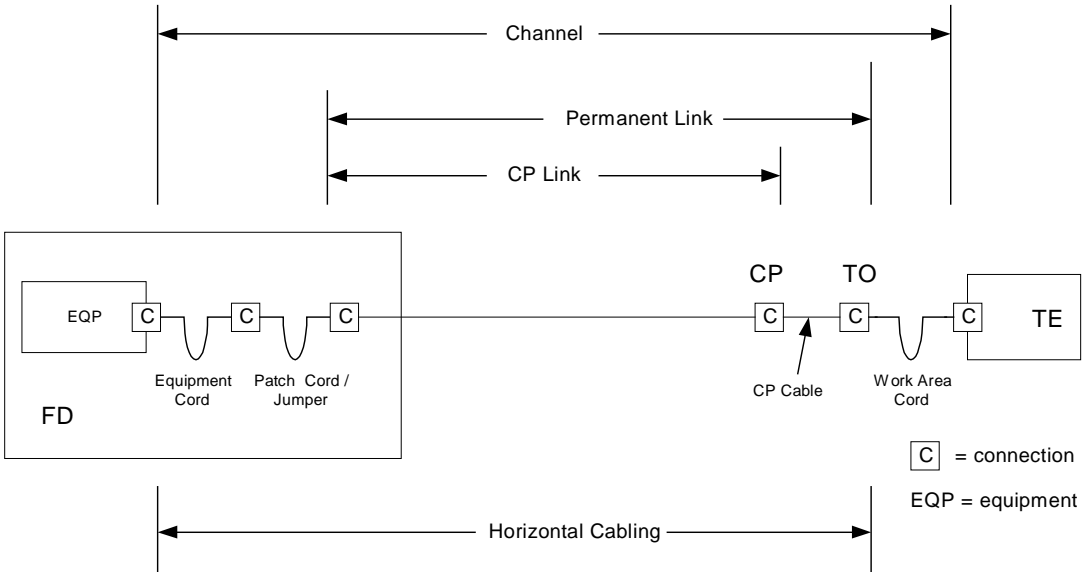 Channel
Permanent Link
CP Link
CP TO
EQP C C C C C C TE
Equipment Cord
Patch Cord / Jumper
CP Cable
Work Area Cord
FD
C = connection
EQP = equipment
Horizontal Cabling